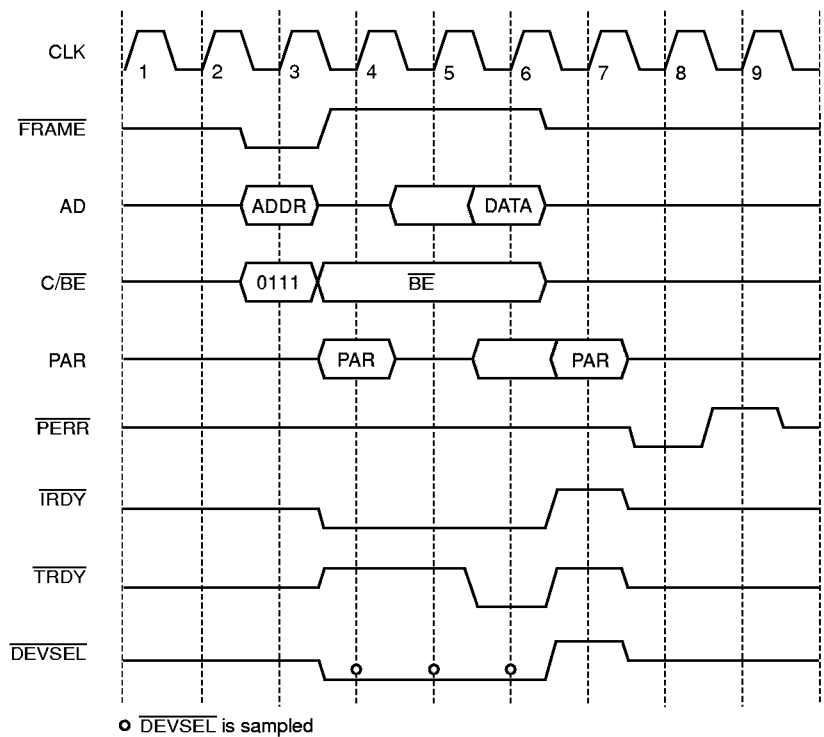 CLK
1 2 3 4 5 6 7 8 9
FRAME
AD
ADDR DATA
C/BE
0111 BE
PAR
PAR PAR
PERR
IRDY
TRDY
DEVSEL
DEVSEL is sampled